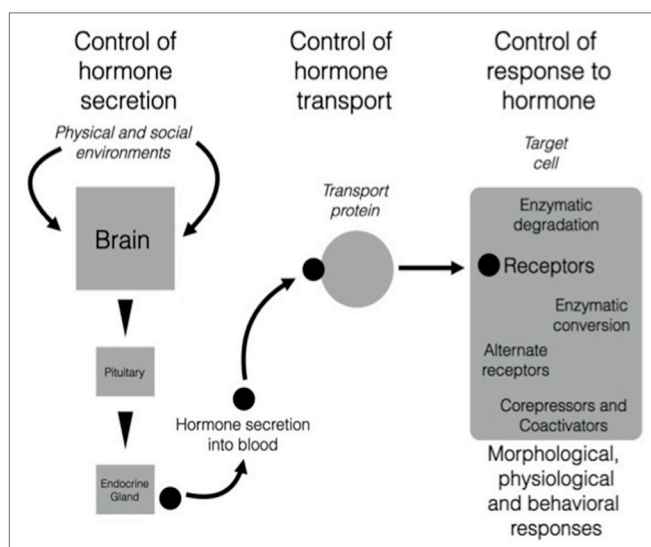 Control of
hormone
secretion
Physical and social
environments
Brain
Pituitary
Endocrine
Gland
Hormone secretion
into blood
Control of
hormone
transport
Transport
protein
Control of
response to
hormone
Target
cell
Enzymatic
degradation
Receptors
Enzymatic
conversion
Alternate
receptors
Corepressors and
Coactivators
Morphological,
physiological
and behavioral
responses